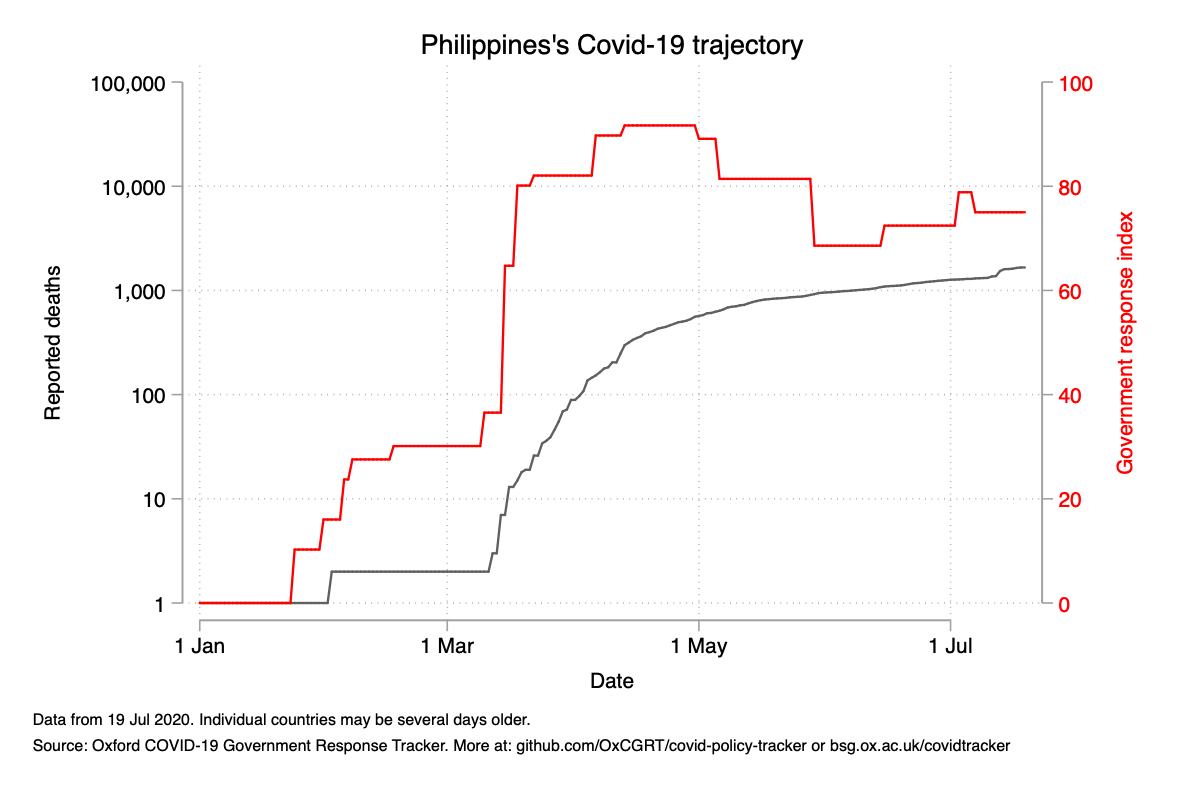 Philippines's Covid-19 trajectory
100,000
10,000
1,000
100
10
1
Reported deaths
100
80
60
40
20
0
Government response index
1 Jan
1 Mar
1 May
1 Jul
Date
Data from 19 Jul 2020. Individual countries may be several days older.
Source: Oxford COVID-19 Government Response Tracker. More at: github.com/OxCGRT/covid-policy-tracker or bsg.ox.ac.uk/covidtracker